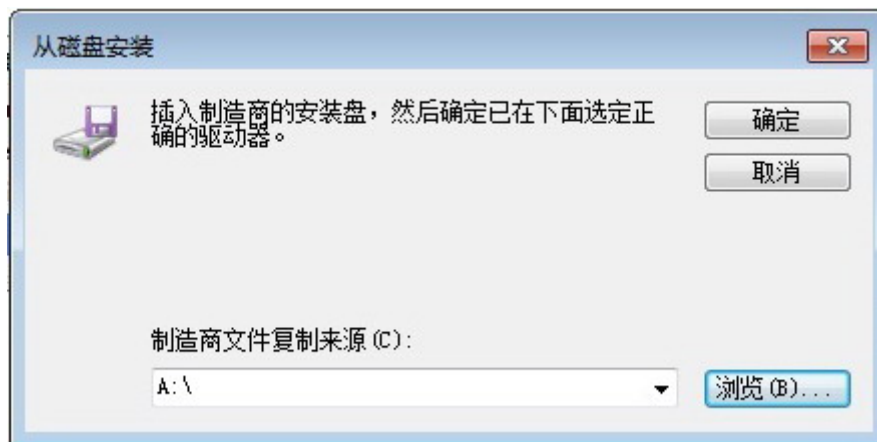 从磁盘安装
插入制造商的安装盘，然后确定已在下面选定正
确的驱动器。
确定
取消
制造商文件复制来源(C):
A:\
浏览(B)...